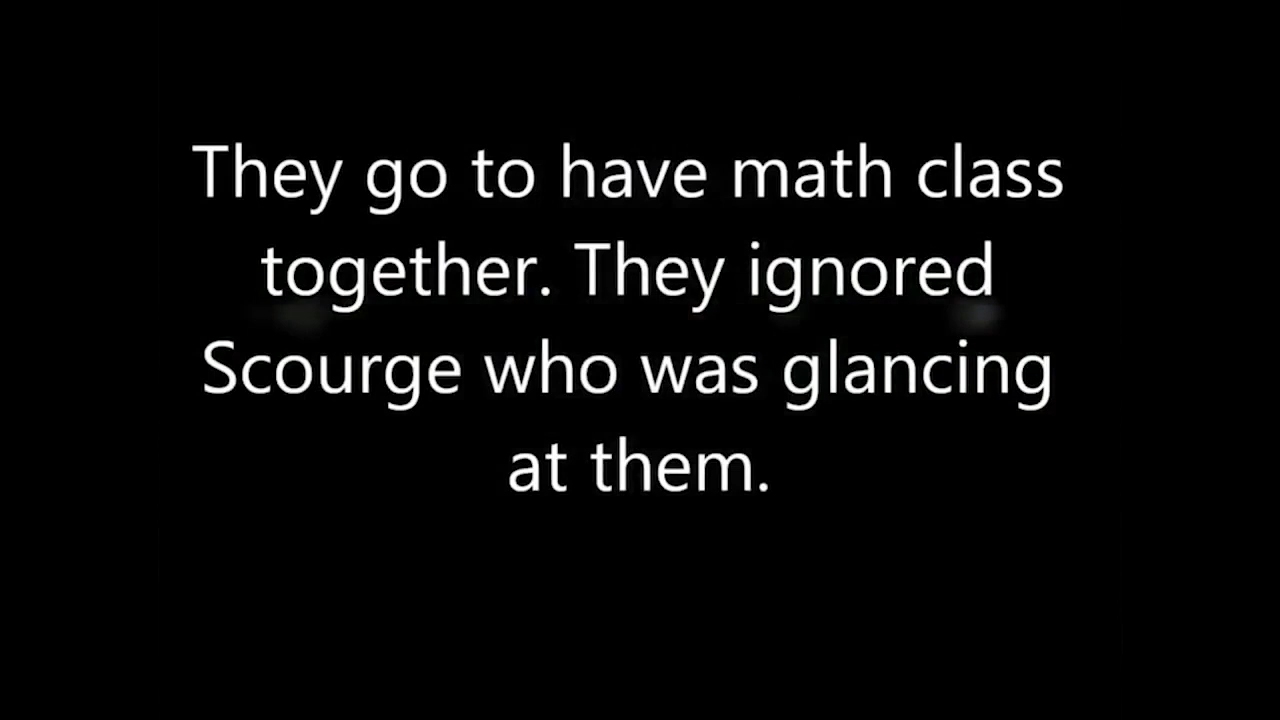 They go to have math class
together. They ignored
Scourge who was glancing
at them.